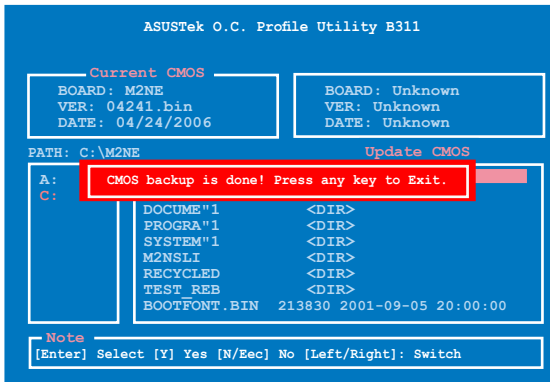 ASUSTek O.C. Profile Utility B311
Current CMOS
BOARD: M2NE
VER: 04241.bin
DATE: 04/24/2006
BOARD: Unknown
VER: Unknown
DATE: Unknown
PATH: C:\M2NE
Update CMOS
A:
C:
CMOS backup is done! Press any key to Exit.
DOCUME"1 <DIR>
PROGRA"1 <DIR>
SYSTEM"1 <DIR>
M2NSLI <DIR>
RECYCLED <DIR>
TEST_REB <DIR>
BOOTFONT.BIN 213830 2001-09-05 20:00:00
Note
[Enter] Select [Y] Yes [N/Eec] No [Left/Right]: Switch